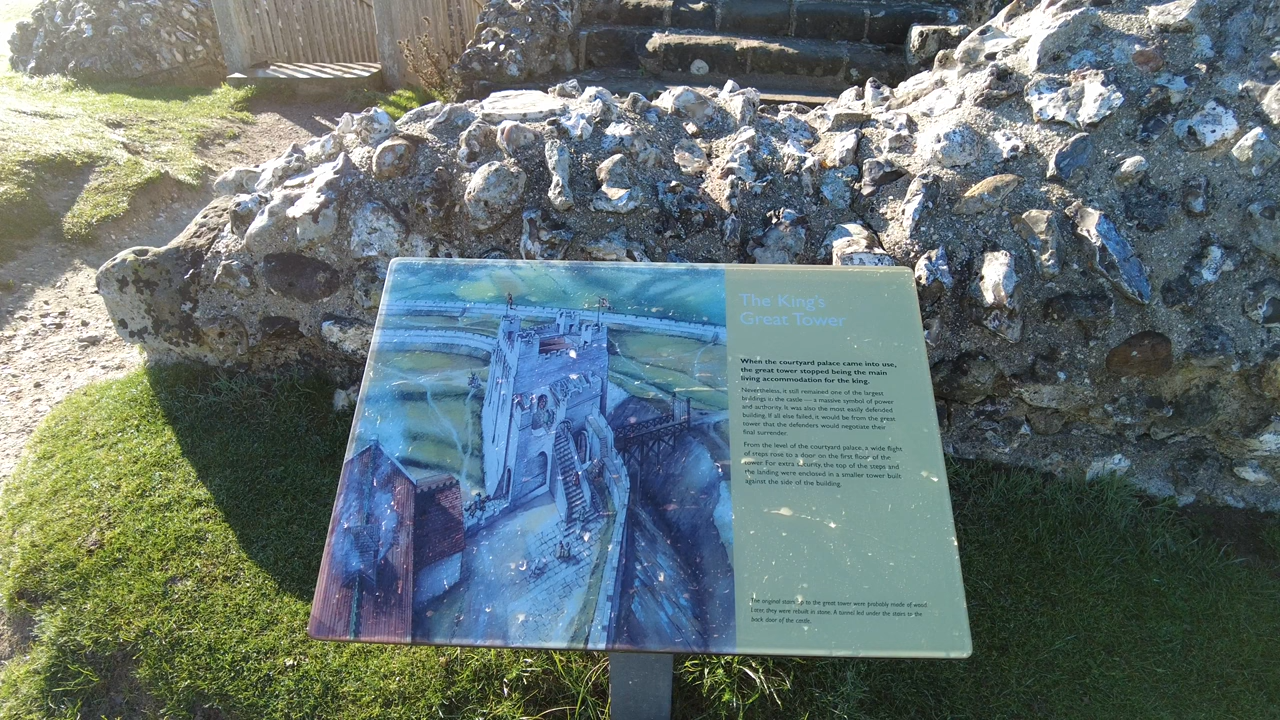 The King's
Great Tower
When the courtyard palace came into use,
the great tower stopped being the main
living accommodation for the king.
Nevertheless, it still remained one of the largest
buildings in the castle — a massive symbol of power
and authority. It was also the most easily defended
building. If all else failed, it would be from the great
tower that the defenders would negotiate their
final surrender.
From the level of the courtyard palace, a wide flight
of steps rose to a door on the first floor of the
tower. For extra security, the top of the steps and
the landing were enclosed in a smaller tower built
against the side of the building.
The original stairs up to the great tower were probably made of wood.
Later, they were rebuilt in stone. A tunnel led under the stairs to the
back door of the castle.